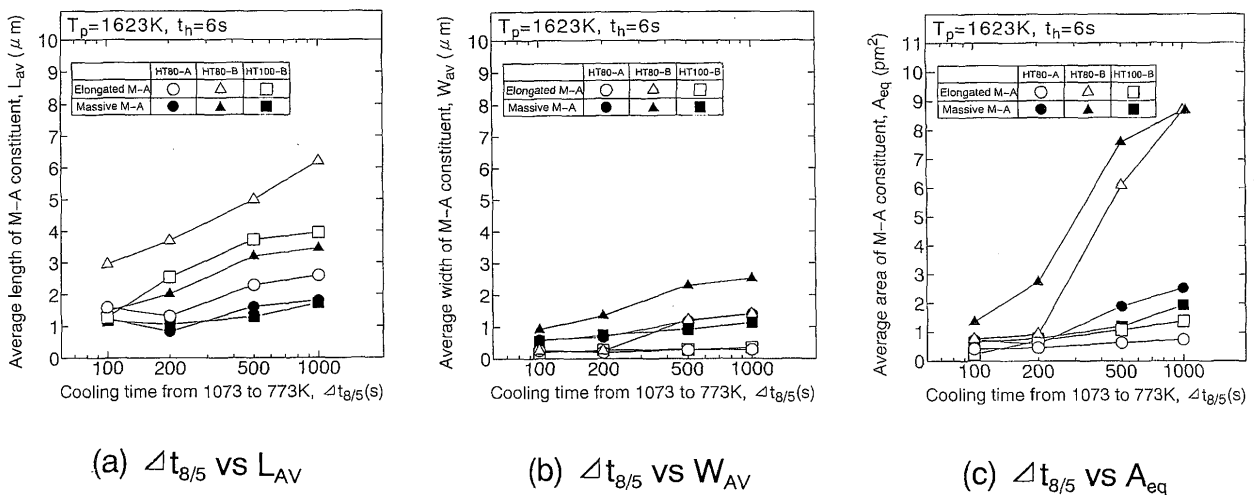 Tp=1623K, th=6s
Average length of M-A constituent, Lav (μm)
10
9
8
7
6
5
4
3
2
1
0
HT80-A HT80-B HT100-B
Elongated M-A
Massive M-A
100 200 500 1000
Cooling time from 1073 to 773K, ⊿t8/5(s)
(a) ⊿t8/5 vs LAV
Tp=1623K, th=6s
Average width of M-A constituent, Wav (μm)
10
9
8
7
6
5
4
3
2
1
0
HT80-A HT80-B HT100-B
Elongated M-A
Massive M-A
100 200 500 1000
Cooling time from 1073 to 773K, ⊿t8/5(s)
(b) ⊿t8/5 vs WAV
Tp=1623K, th=6s
Average area of M-A constituent, Aeq (pm2)
11
10
9
8
7
6
5
4
3
2
1
0
HT80-A HT80-B HT100-B
Elongated M-A
Massive M-A
100 200 500 1000
Cooling time from 1073 to 773K, ⊿t8/5(s)
(c) ⊿t8/5 vs Aeq